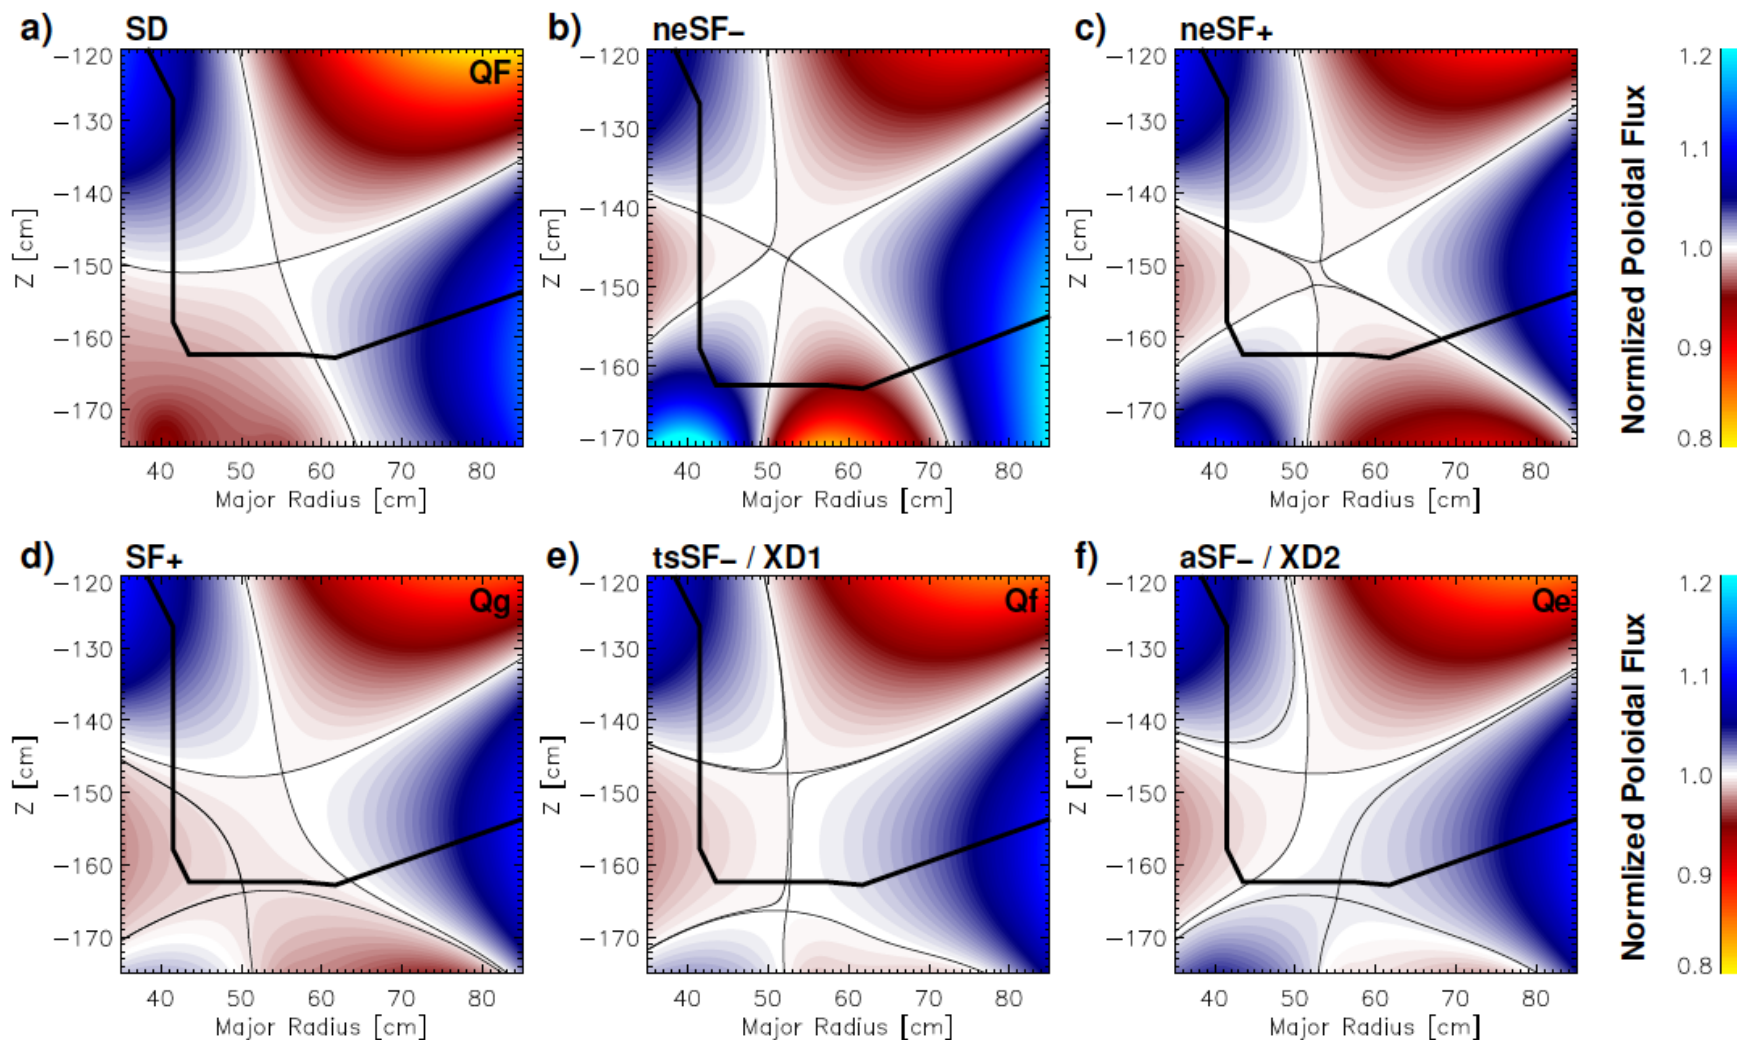 a) SD
b) neSF−
c) neSF+
QF
−120
−130
−140
−150
−160
−170
Z [cm]
40 50 60 70 80
Major Radius [cm]
−120
−130
−140
−150
−160
−170
Z [cm]
40 50 60 70 80
Major Radius [cm]
−120
−130
−140
−150
−160
−170
Z [cm]
40 50 60 70 80
Major Radius [cm]
Normlized Poloidal Flux
1.2
1.1
1.0
0.9
0.8
d) SF+
e) tsSF− / XD1
f) aSF− / XD2
Qg
Qf
Qe
−120
−130
−140
−150
−160
−170
Z [cm]
40 50 60 70 80
Major Radius [cm]
−120
−130
−140
−150
−160
−170
Z [cm]
40 50 60 70 80
Major Radius [cm]
−120
−130
−140
−150
−160
−170
Z [cm]
40 50 60 70 80
Major Radius [cm]
Normlized Poloidal Flux
1.2
1.1
1.0
0.9
0.8